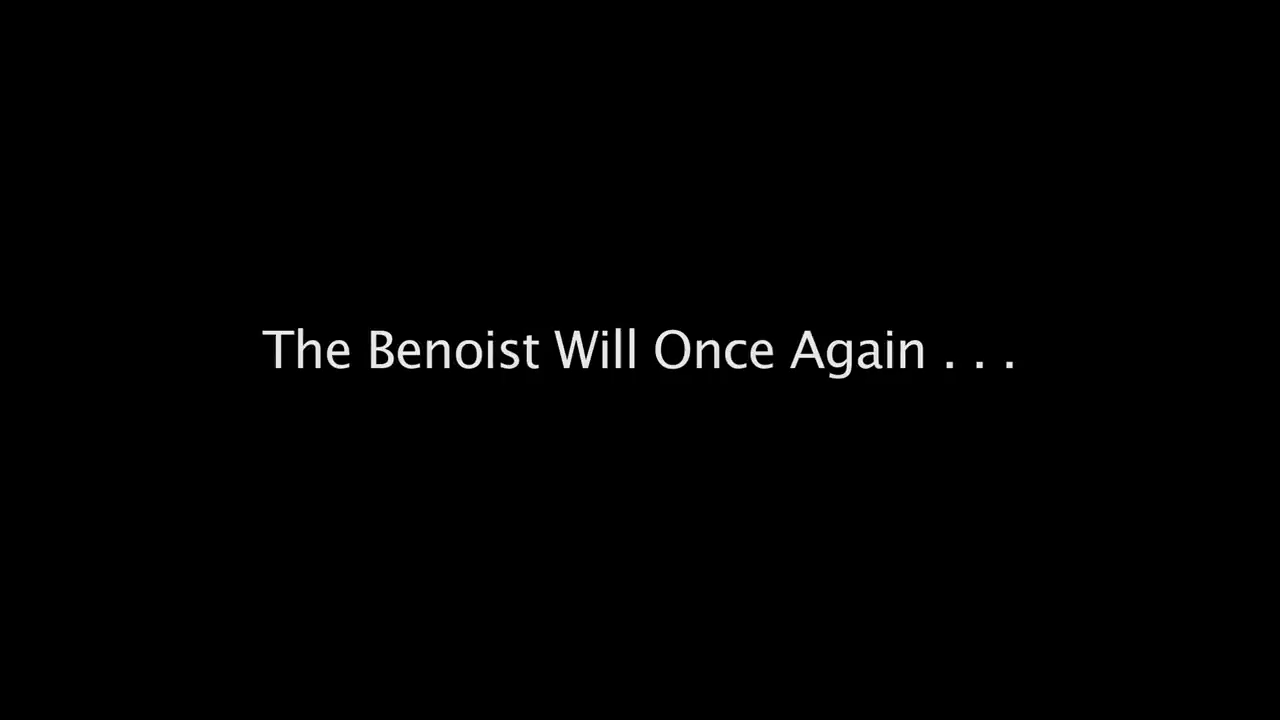 The Benoist Will Once Again . . .